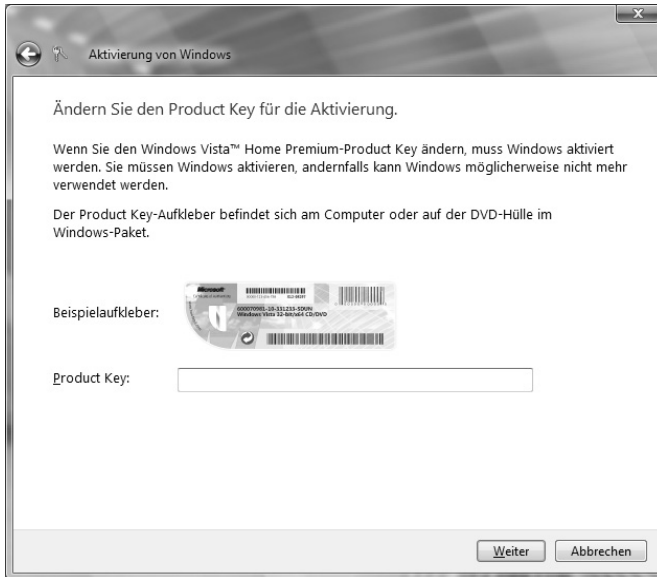 Aktivierung von Windows
Ändern Sie den Product Key für die Aktivierung.
Wenn Sie den Windows Vista™ Home Premium-Product Key ändern, muss Windows aktiviert
werden. Sie müssen Windows aktivieren, andernfalls kann Windows möglicherweise nicht mehr
verwendet werden.
Der Product Key-Aufkleber befindet sich am Computer oder auf der DVD-Hülle im
Windows-Paket.
Beispielaufkleber:
Microsoft
Windows Vista 32-bit/x64 CD/DVD
Product Key:
Weiter
Abbrechen